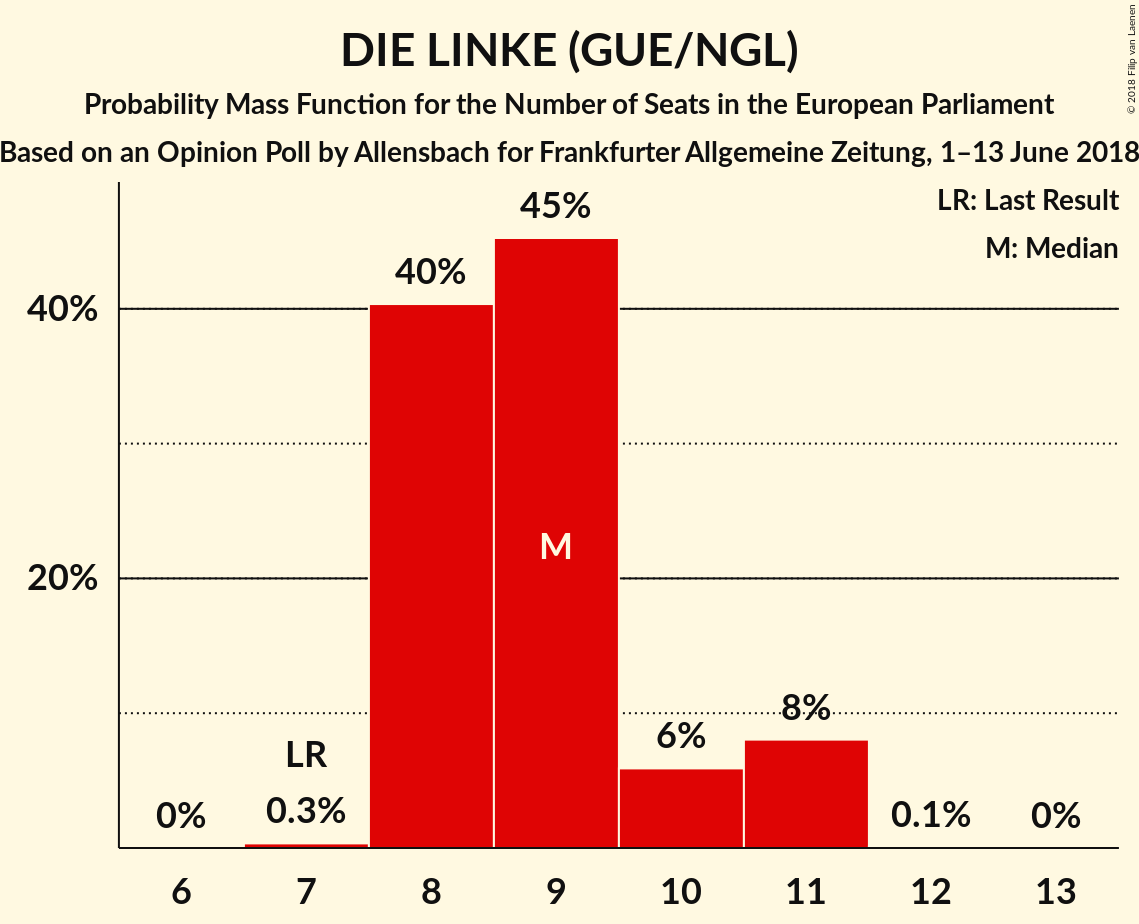 DIE LINKE (GUE/NGL)
Probability Mass Function for the Number of Seats in the European Parliament
Based on an Opinion Poll by Allensbach for Frankfurter Allgemeine Zeitung, 1–13 June 2018
© 2018 Filip van Laenen
LR: Last Result
M: Median
45%
40%
40%
M
20%
8%
6%
LR
0%
0.3%
0.1%
0%
6 7 8 9 10 11 12 13